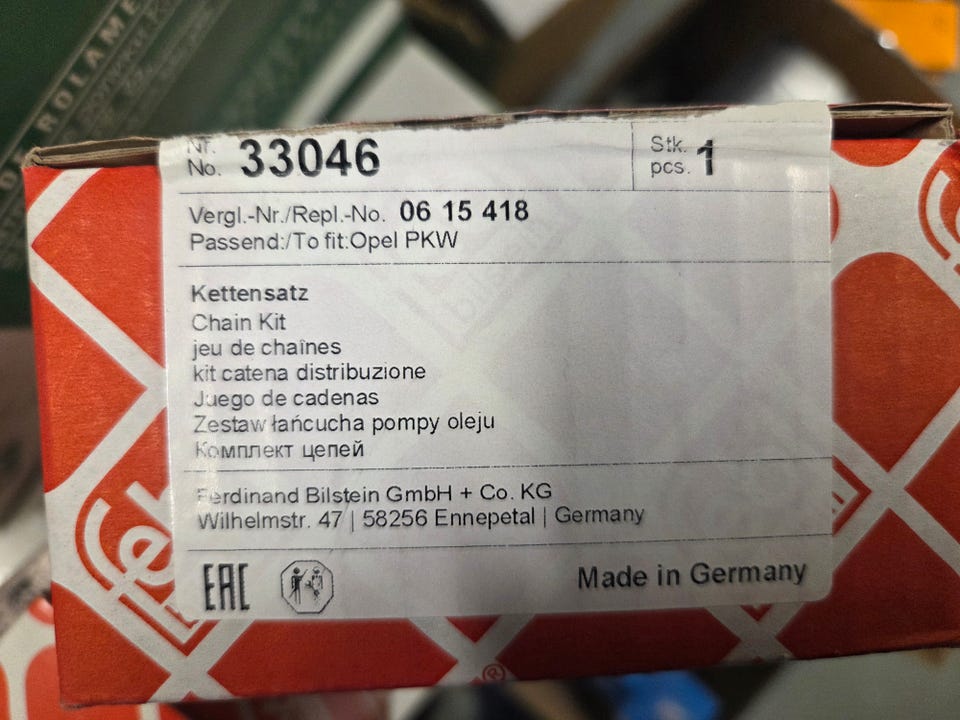 ROLAME
Nr. Stk.
No. 33046 pcs. 1
Vergl.-Nr./Repl.-No. 06 15 418
Passend:/To fit:Opel PKW
Kettensatz
Chain Kit
jeu de chaînes
kit catena distribuzione
Juego de cadenas
Zestaw łańcucha pompy oleju
Комплект цепей
Ferdinand Bilstein GmbH + Co. KG
Wilhelmstr. 47 | 58256 Ennepetal | Germany
EAC
Made in Germany
feb
®